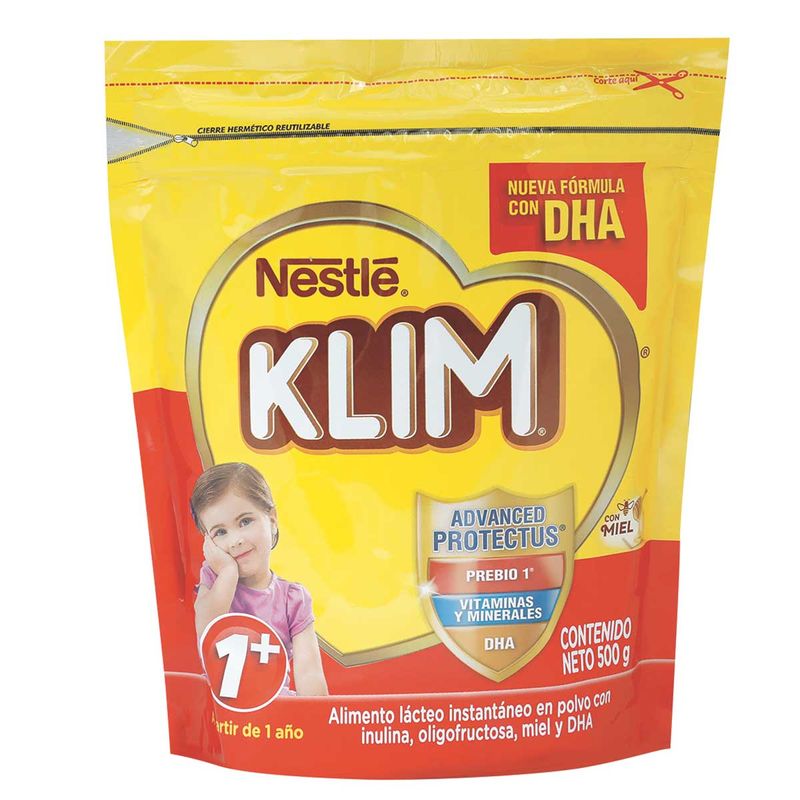 Corte aquí
CIERRE HERMÉTICO REUTILIZABLE
NUEVA FÓRMULA
CON DHA
Nestlé®
KLIM®
®
ADVANCED
PROTECTUS®
PREBIO 1®
VITAMINAS
Y MINERALES
DHA
CON
MIEL
1+
A partir de 1 año
CONTENIDO
NETO 500 g
Alimento lácteo instantáneo en polvo con
inulina, oligofructosa, miel y DHA